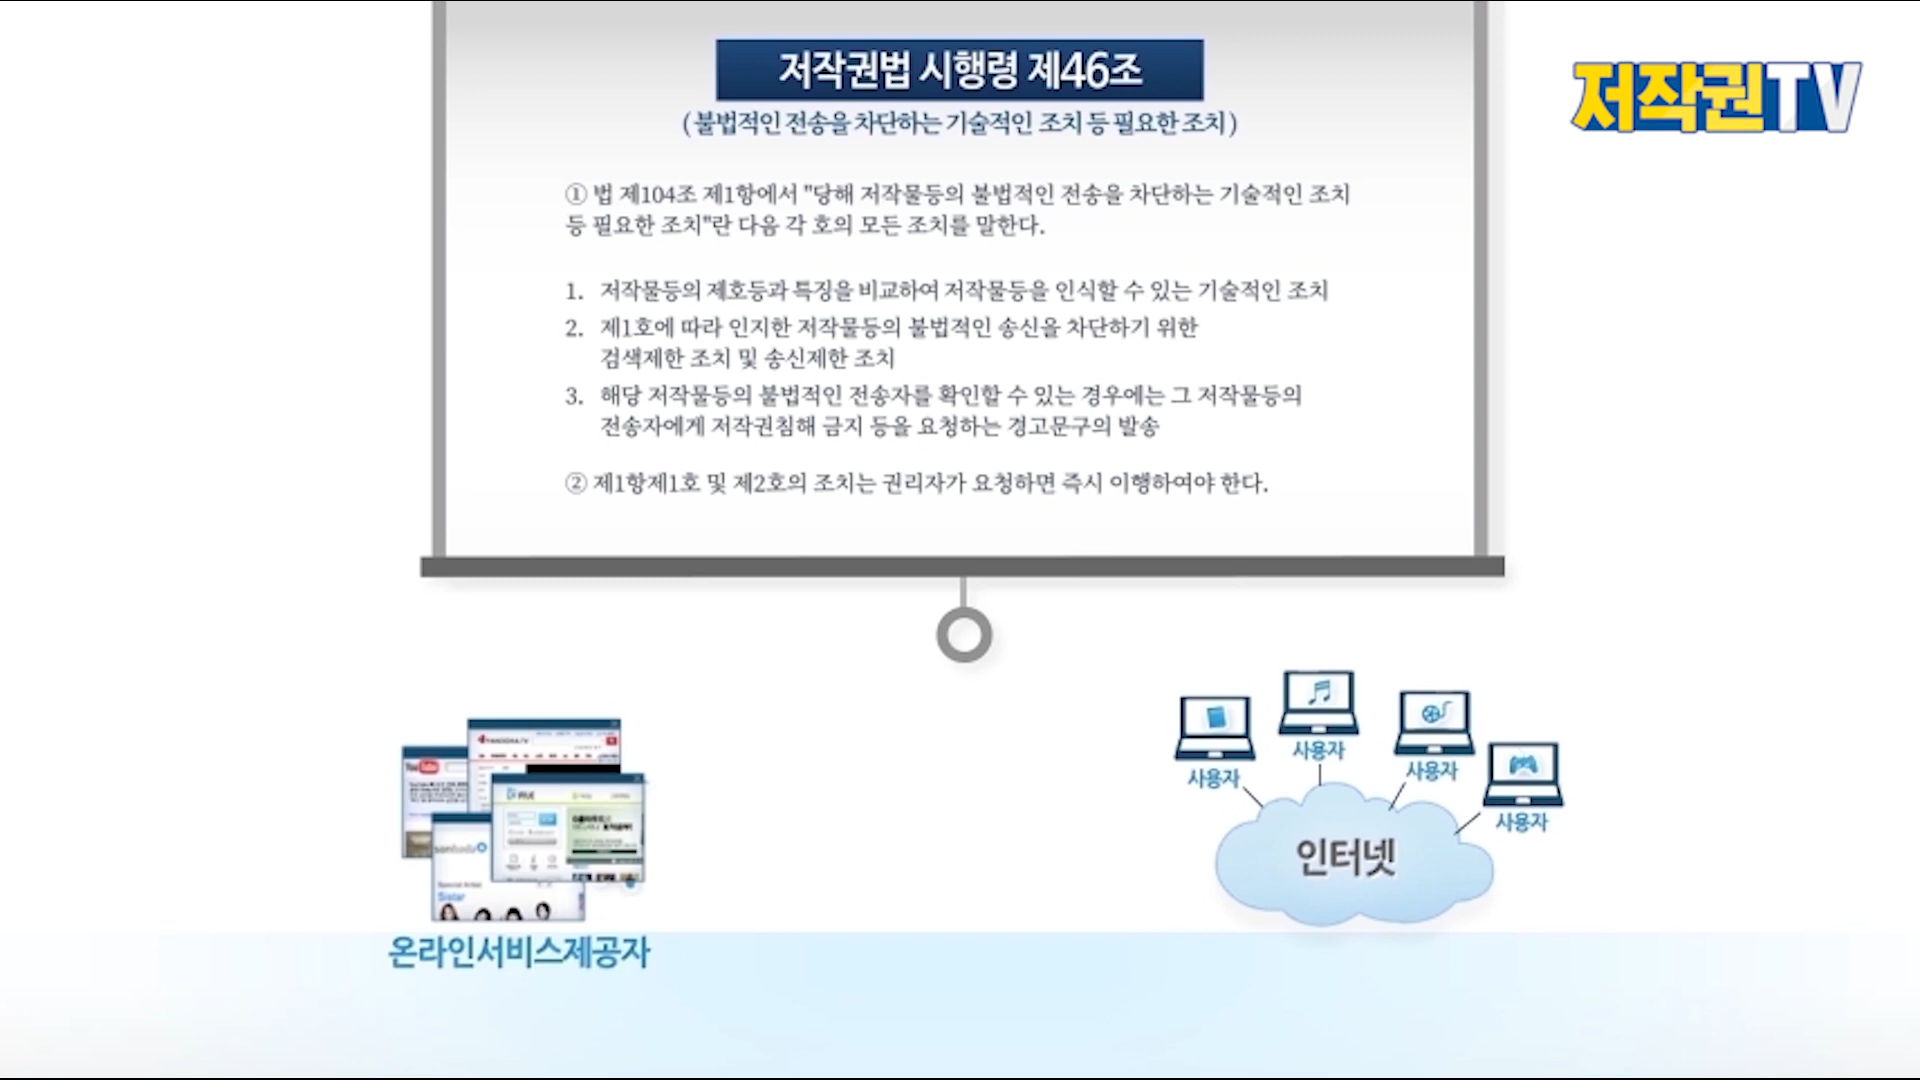 저작권법 시행령 제46조
저작권TV
( 불법적인 전송을 차단하는 기술적인 조치 등 필요한 조치 )
① 법 제104조 제1항에서 "당해 저작물등의 불법적인 전송을 차단하는 기술적인 조치
등 필요한 조치"란 다음 각 호의 모든 조치를 말한다.
1. 저작물등의 제호등과 특징을 비교하여 저작물등을 인식할 수 있는 기술적인 조치
2. 제1호에 따라 인지한 저작물등의 불법적인 송신을 차단하기 위한
검색제한 조치 및 송신제한 조치
3. 해당 저작물등의 불법적인 전송자를 확인할 수 있는 경우에는 그 저작물등의
전송자에게 저작권침해 금지 등을 요청하는 경고문구의 발송
② 제1항제1호 및 제2호의 조치는 권리자가 요청하면 즉시 이행하여야 한다.
PANDORA.TV
YouTube
soribada
Special Artist
Sistar
사용자
사용자
사용자
사용자
인터넷
온라인서비스제공자